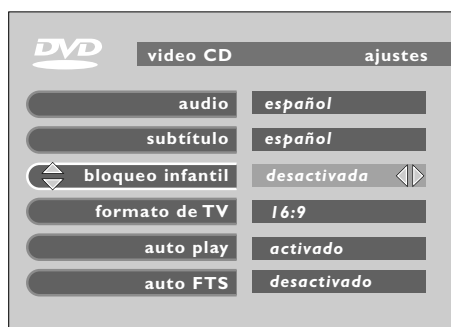 DVD
video CD ajustes
audio español
subtítulo español
bloqueo infantil desactivada
formato de TV 16:9
auto play activado
auto FTS desactivado